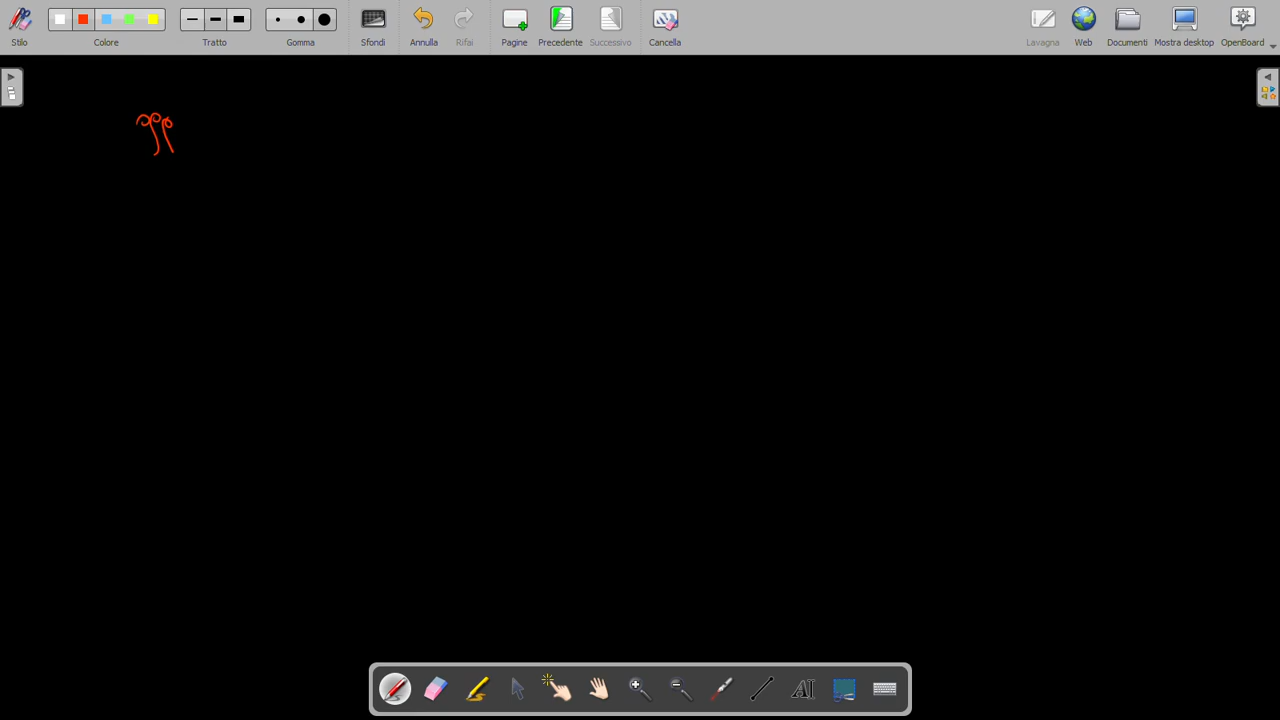 Stilo Colore Tratto Gomma Sfondi Annulla Rifai Pagine Precedente Successivo Cancella Lavagna Web Documenti Mostra desktop OpenBoard